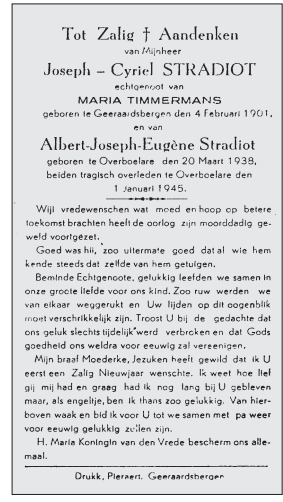 Tot Zalig † Aandenken
van Mijnheer
Joseph – Cyriel STRADIOT
echtgenoot van
MARIA TIMMERMANS
geboren te Geeraardsbergen den 4 Februari 1901,
en van
Albert-Joseph-Eugène Stradiot
geboren te Overboelare den 20 Maart 1938,
beiden tragisch overleden te Overboelare den
1 Januari 1945.
Wijl vredewenschen wat moed en hoop op betere
toekomst brachten heeft de oorlog zijn moorddadig ge-
weld voortgezet.
Goed was hij, zoo uitermate goed dat al wie hem
kende steeds dat zelfde van hem getuigen.
Beminde Echtgenoote, gelukkig leefden we samen in
onze groote liefde voor ons kind. Zoo ruw werden we
van elkaar weggerukt en Uw lijden op dit oogenblik
moet verschrikkelijk zijn. Troost U bij de gedachte dat
ons geluk slechts tijdelijk werd verbroken en dat Gods
goedheid ons weldra voor eeuwig zal vereenigen.
Mijn braaf Moederke, Jezuken heeft gewild dat ik U
eerst een Zalig Nieuwjaar wenschte. Ik weet hoe lief
gij mij had en graag had ik nog lang bij U gebleven
maar, als engeltje, ben ik thans zoo gelukkig. Van hier-
boven waak en bid ik voor U tot we samen met pa weer
voor eeuwig gelukkig zullen zijn.
H. Maria Koningin van den Vrede bescherm ons alle-
maal.
Drukk. Pieraert, Geeraardsbergen